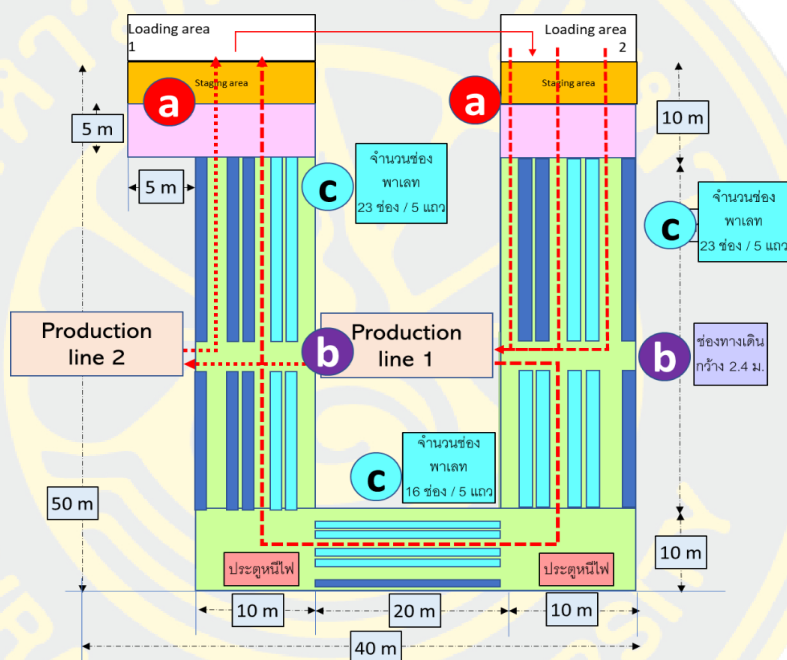 Loading area
1
Loading area
2
Staging area
Staging area
a
a
5 m
10 m
5 m
c
จำนวนช่อง
พาเลท
23 ช่อง / 5 แถว
c
จำนวนช่อง
พาเลท
23 ช่อง / 5 แถว
Production
line 2
b
Production
line 1
b
ช่องทางเดิน
กว้าง 2.4 ม.
c
จำนวนช่อง
พาเลท
16 ช่อง / 5 แถว
50 m
10 m
ประตูหนีไฟ
ประตูหนีไฟ
10 m
20 m
10 m
40 m